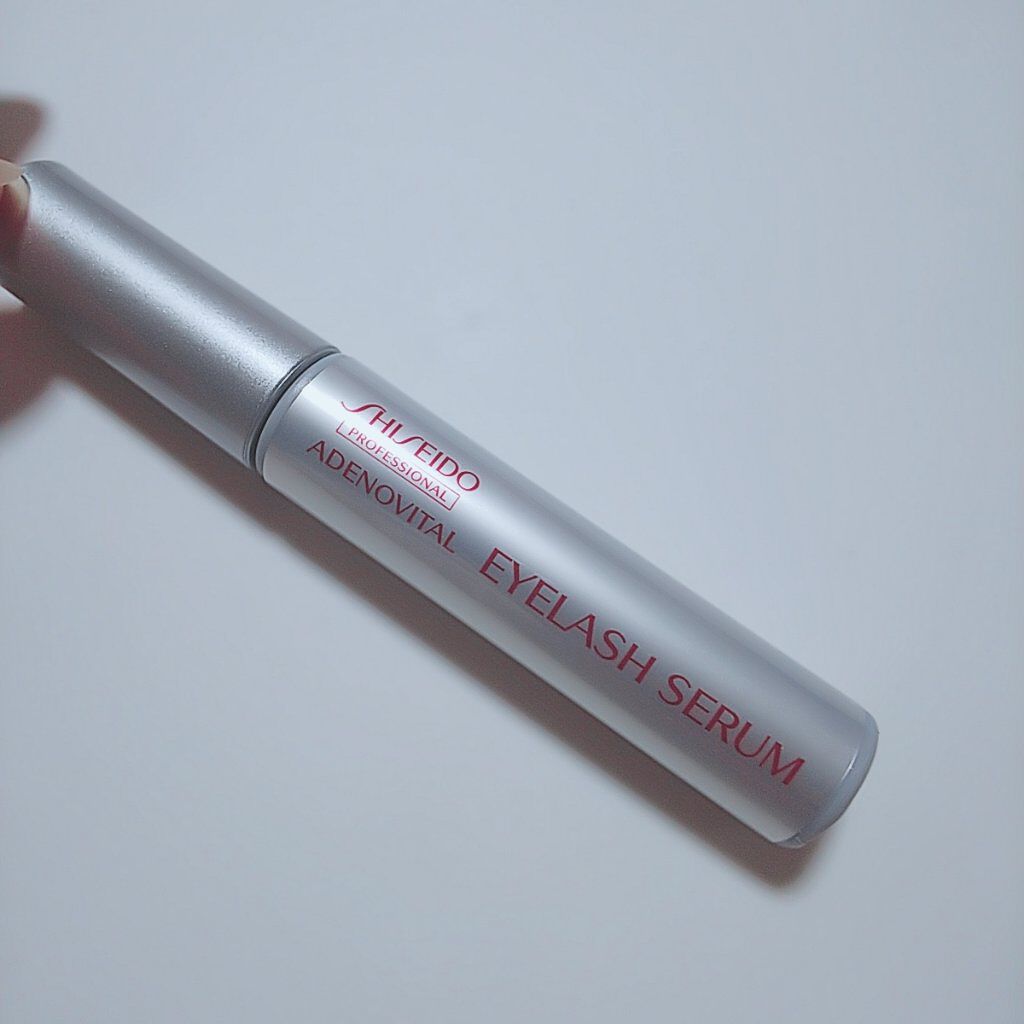 SHISEIDO
PROFESSIONAL
ADENOVITAL
EYELASH SERUM